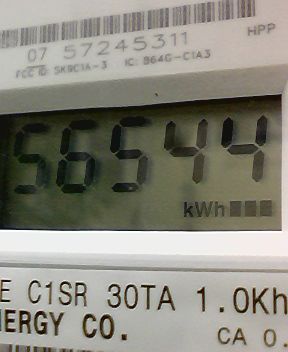 HPP
07 57245311
FCC ID: SK9C1A-3 IC: 864G-C1A3
56544
kWh
E C1SR 30TA 1.0Kh
NERGY CO.
CA 0.